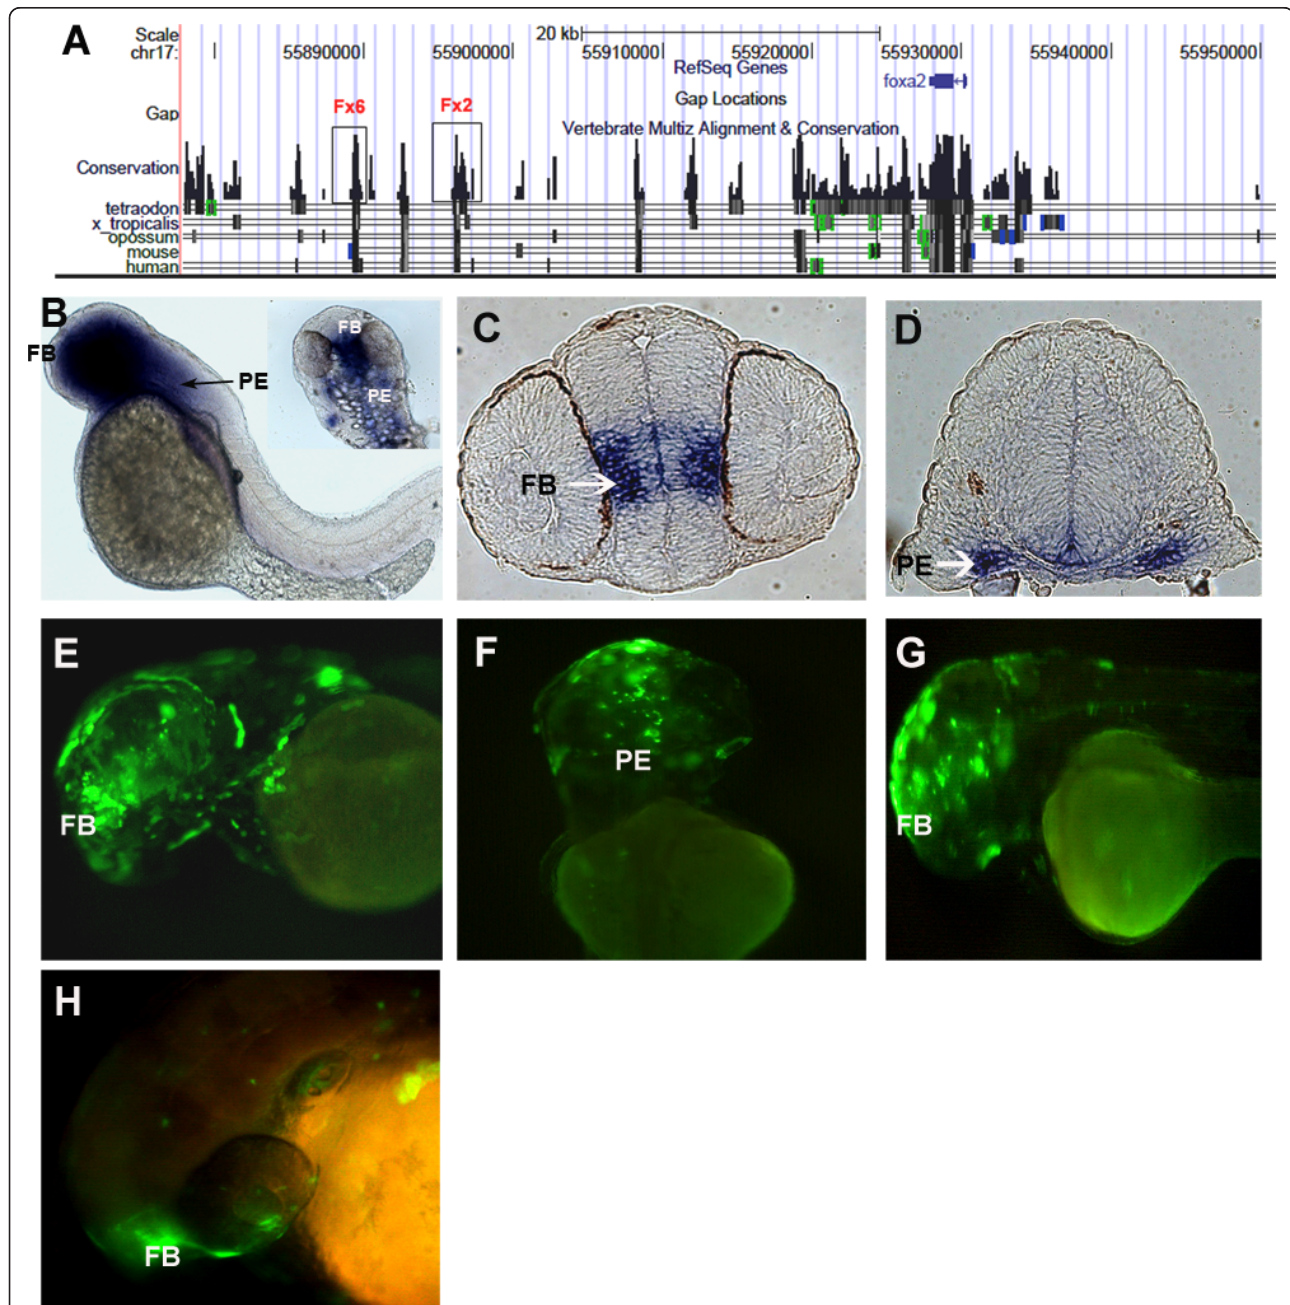 A
Scale
20 kb
chr17:
55890000
55900000
55910000
55920000
55930000
55940000
55950000
RefSeq Genes
foxa2
Gap Locations
Gap
Fx6
Fx2
Vertebrate Multiz Alignment & Conservation
Conservation
tetraodon
x_tropicalis
opossum
mouse
human
B
FB
PE
FB
PE
C
FB
D
PE
E
FB
F
PE
G
FB
H
FB